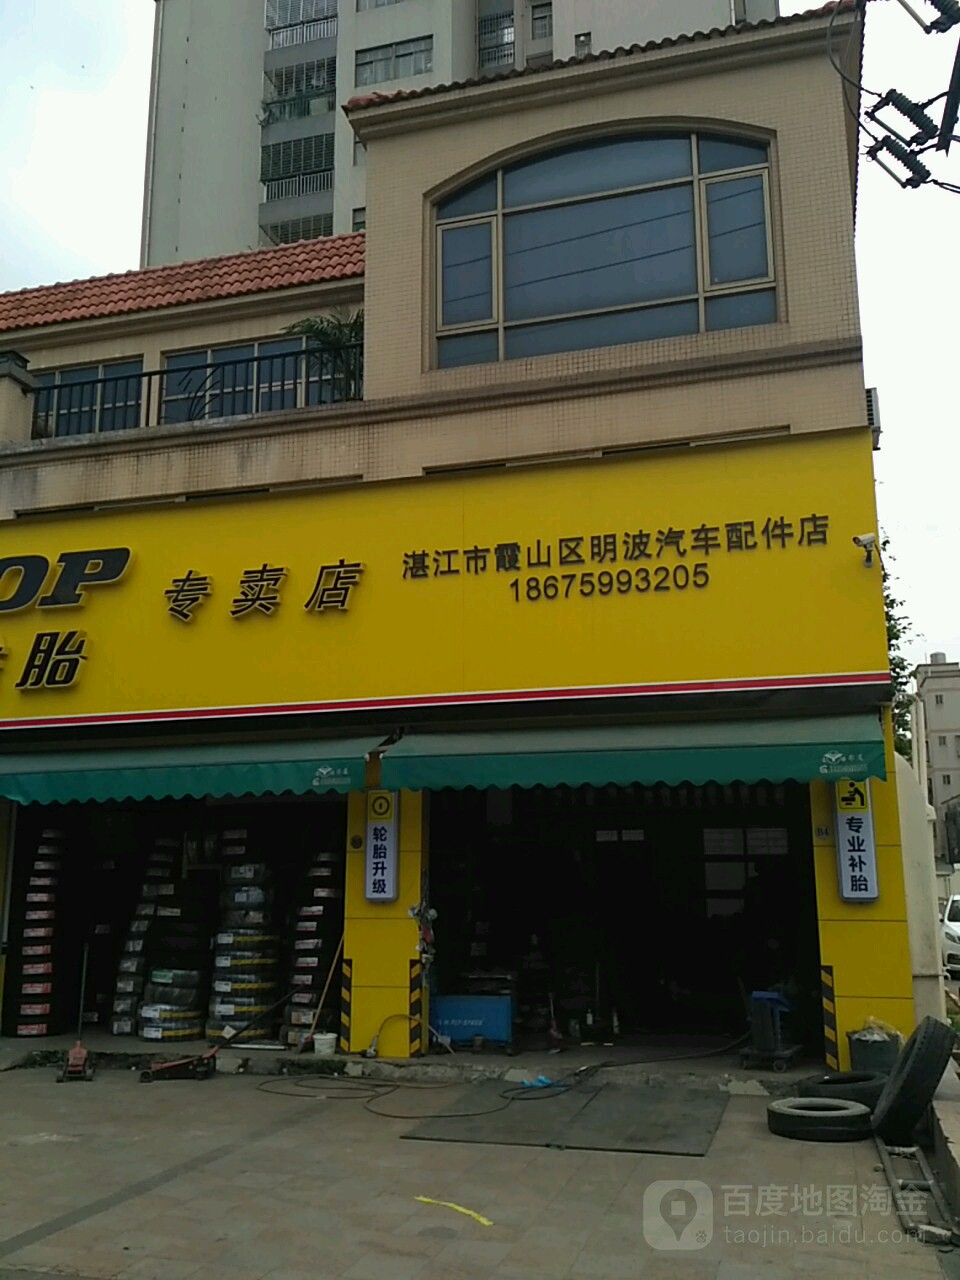 OP
胎
专卖店
湛江市霞山区明波汽车配件店
18675993205
轮胎升级
专业补胎
百度地图淘金
taojin.baidu.com